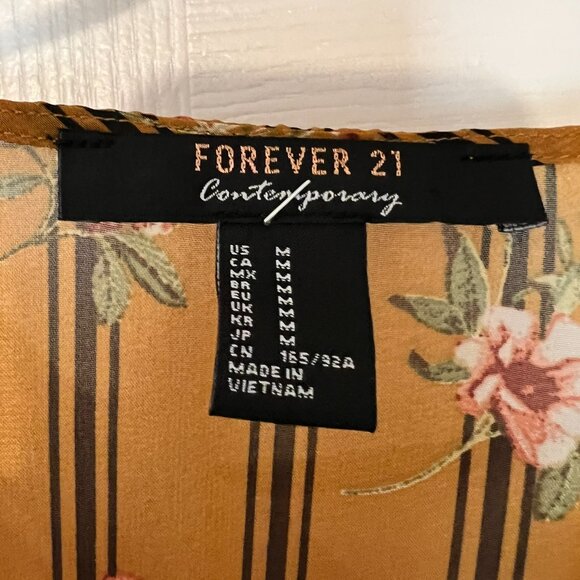 FOREVER 21
Contemporary
US M
CA M
MX M
BR M
EU M
UK M
KR M
JP M
CN 165/92A
MADE IN
VIETNAM